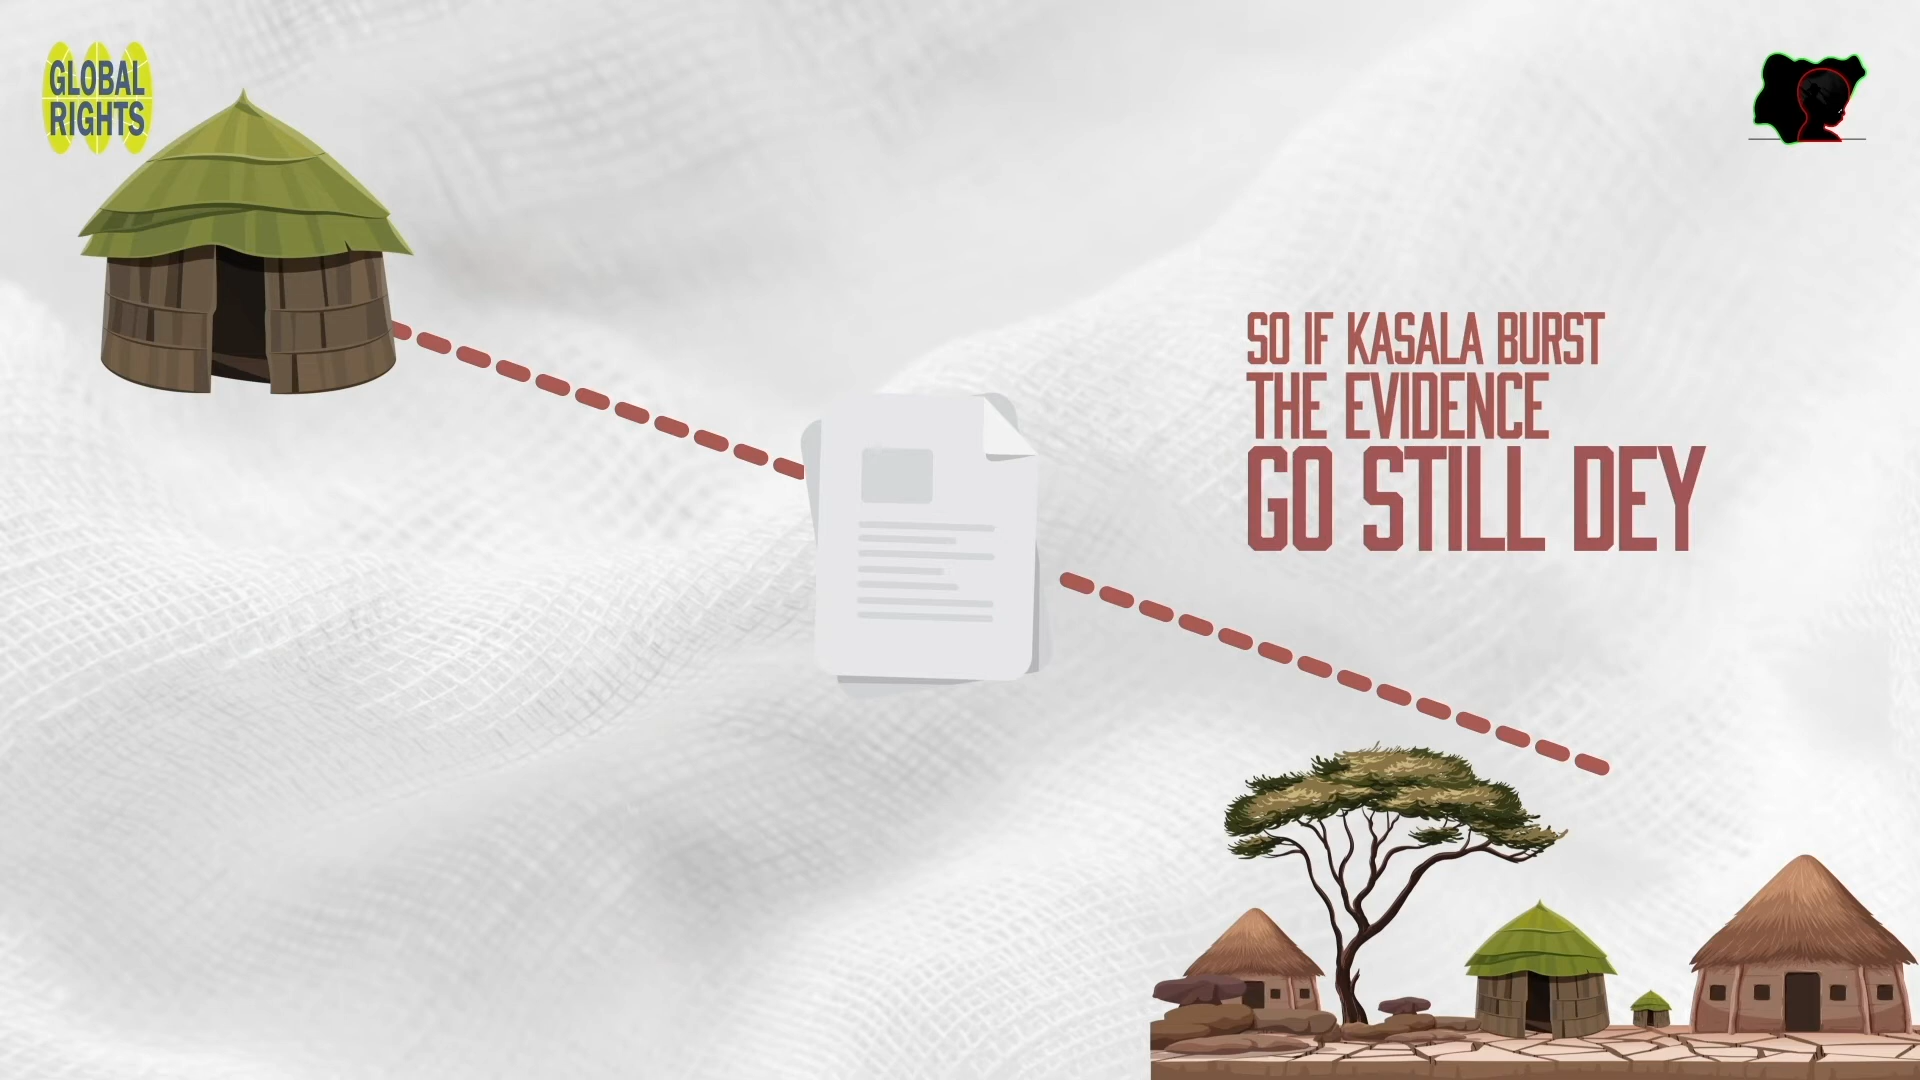 GLOBAL
RIGHTS
SO IF KASALA BURST
THE EVIDENCE
GO STILL DEY